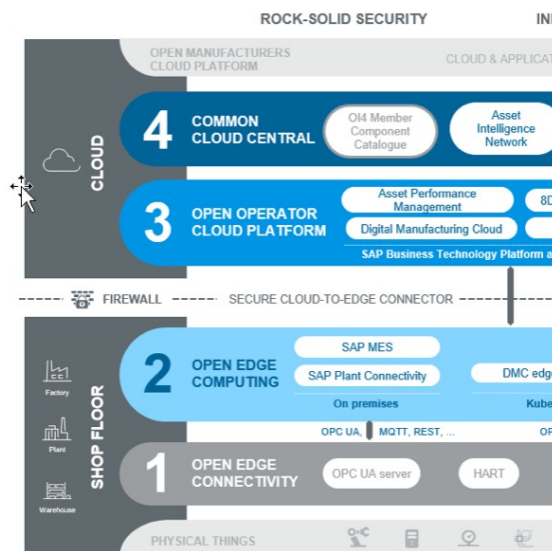 ROCK-SOLID SECURITY
OPEN MANUFACTURERS
CLOUD PLATFORM
CLOUD
4
COMMON
CLOUD CENTRAL
OI4 Member
Component
Catalogue
Asset
Intelligence
Network
3
OPEN OPERATOR
CLOUD PLATFORM
Asset Performance
Management
8D
Digital Manufacturing Cloud
SAP Business Technology Platform a
FIREWALL
SECURE CLOUD-TO-EDGE CONNECTOR
SHOP FLOOR
Factory
Plant
Warehouse
2
OPEN EDGE
COMPUTING
SAP MES
SAP Plant Connectivity
DMC edge
On premises
Kube
OPC UA, MQTT, REST, ...
OP
1
OPEN EDGE
CONNECTIVITY
OPC UA server
HART
PHYSICAL THINGS